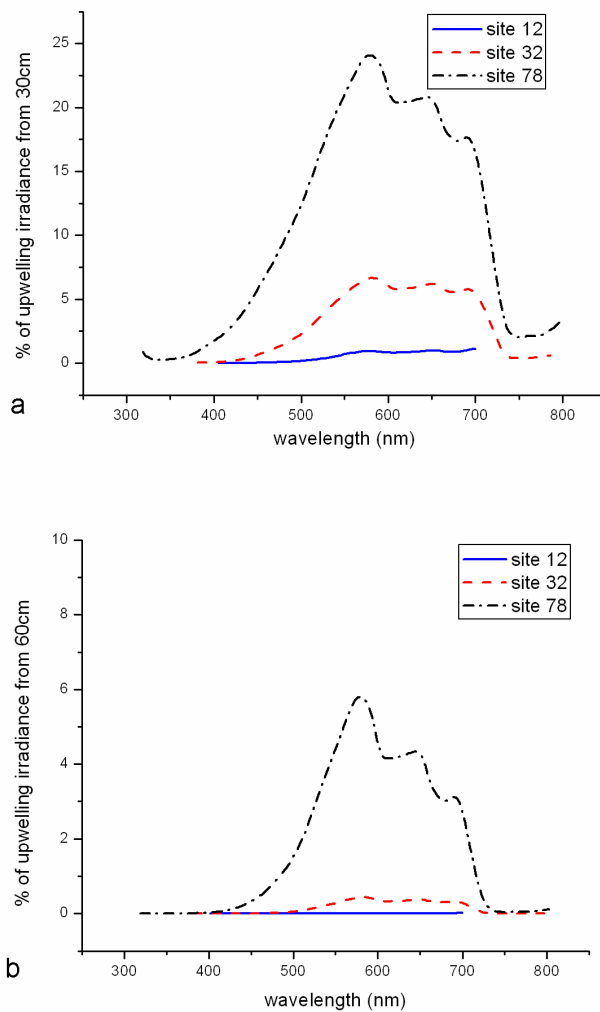 site 12
site 32
site 78
25
20
15
10
5
0
% of upwelling irradiance from 30cm
300 400 500 600 700 800
wavelength (nm)
a
site 12
site 32
site 78
10
8
6
4
2
0
% of upwelling irradiance from 60cm
300 400 500 600 700 800
wavelength (nm)
b